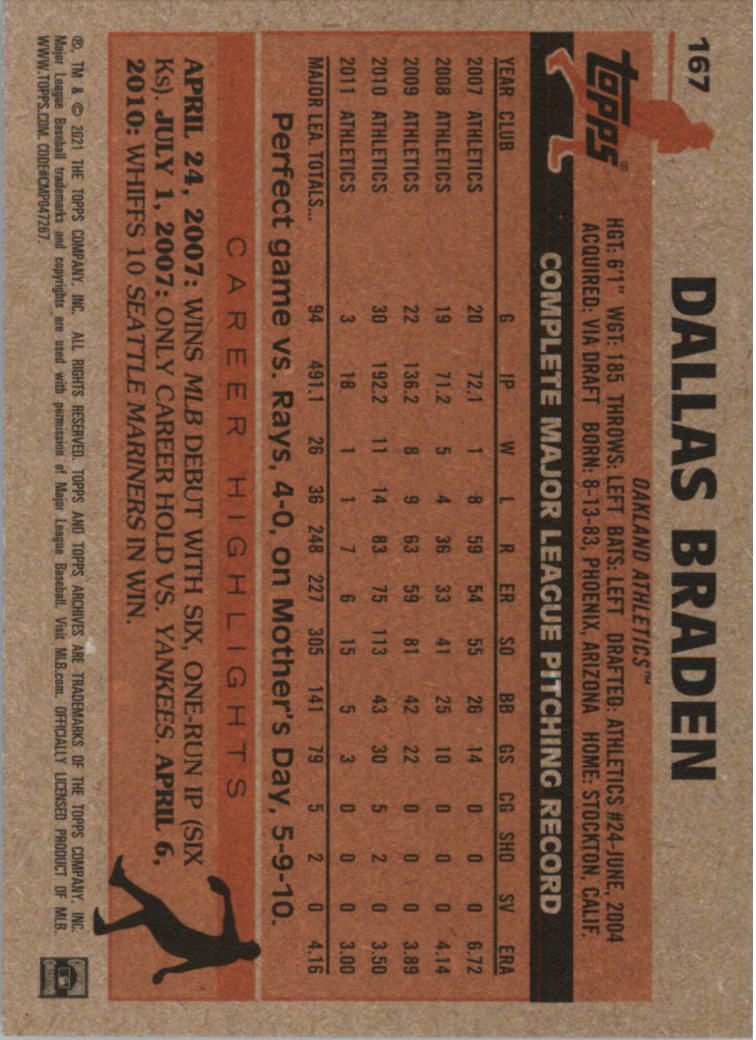 167
DALLAS BRADEN
OAKLAND ATHLETICS™
topps®
HGT: 6'1" WGT: 185 THROWS: LEFT BATS: LEFT DRAFTED: ATHLETICS #24-JUNE, 2004
ACQUIRED: VIA DRAFT BORN: 8-13-83, PHOENIX, ARIZONA HOME: STOCKTON, CALIF.
COMPLETE MAJOR LEAGUE PITCHING RECORD
YEAR CLUB G IP W L R ER SO BB GS CG SHO SV ERA
2007 ATHLETICS 20 72.1 1 8 59 54 55 26 14 0 0 0 6.72
2008 ATHLETICS 19 71.2 5 4 36 33 41 25 10 0 0 0 4.14
2009 ATHLETICS 22 136.2 8 9 63 59 81 42 22 0 0 0 3.89
2010 ATHLETICS 30 192.2 11 14 83 75 113 43 30 5 2 0 3.50
2011 ATHLETICS 3 18 1 1 7 6 15 5 3 0 0 0 3.00
MAJOR LEA. TOTALS... 94 491.1 26 36 248 227 305 141 79 5 2 0 4.16
Perfect game vs. Rays, 4-0, on Mother's Day, 5-9-10.
CAREER HIGHLIGHTS
APRIL 24, 2007: WINS MLB DEBUT WITH SIX, ONE-RUN IP (SIX
Ks). JULY 1, 2007: ONLY CAREER HOLD VS. YANKEES. APRIL 6,
2010: WHIFFS 10 SEATTLE MARINERS IN WIN.
®, TM & © 2021 THE TOPPS COMPANY, INC. ALL RIGHTS RESERVED. TOPPS AND TOPPS ARCHIVES ARE TRADEMARKS OF THE TOPPS COMPANY, INC.
Major League Baseball trademarks and copyrights are used with permission of Major League Baseball. Visit MLB.com. OFFICIALLY LICENSED PRODUCT OF MLB.
WWW.TOPPS.COM. CODE#CMP047267.